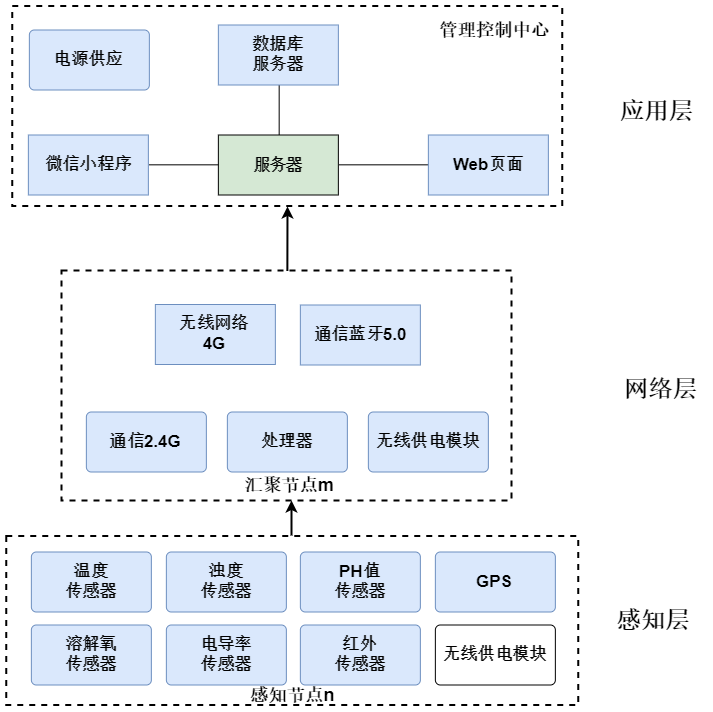 管理控制中心
电源供应
数据库
服务器
微信小程序
服务器
Web页面
应用层
无线网络
4G
通信蓝牙5.0
通信2.4G
处理器
无线供电模块
汇聚节点m
网络层
温度
传感器
浊度
传感器
PH值
传感器
GPS
溶解氧
传感器
电导率
传感器
红外
传感器
无线供电模块
感知节点n
感知层